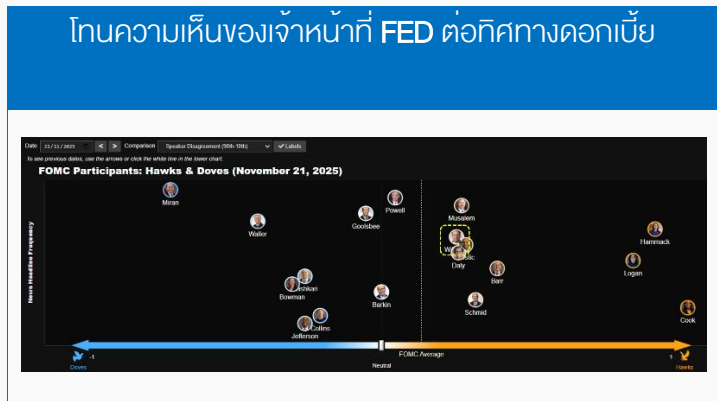 โทนความเห็นของเจ้าหน้าที่ FED ต่อทิศทางดอกเบี้ย
Date 21/11/2025 < > Comparison Speaker Disagreement (90th-10th) ✔ Labels
To see previous dates, use the arrows or click the white line in the lower chart.
FOMC Participants: Hawks & Doves (November 21, 2025)
News Headline Frequency
Miran
Powell
Waller
Goolsbee
Musalem
Hammack
Daly
Logan
Barr
Bowman
Barkin
Schmid
Jefferson
Cook
-1
FOMC Average
1
Doves
Neutral
Hawks